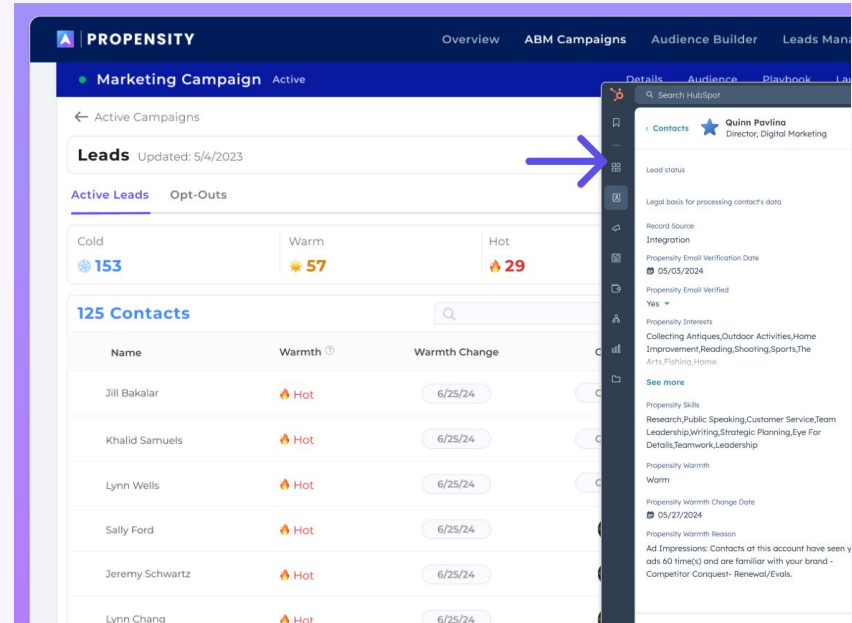 PROPENSITY
Overview ABM Campaigns Audience Builder Leads Mana
Marketing Campaign Active
Details Audience Playbook Lau
← Active Campaigns
Leads Updated: 5/4/2023
Active Leads Opt-Outs
Cold Warm Hot
153 57 29
125 Contacts
Name Warmth Warmth Change C
Jill Bakalar Hot 6/25/24 C
Khalid Samuels Hot 6/25/24 C
Lynn Wells Hot 6/25/24 C
Sally Ford Hot 6/25/24
Jeremy Schwartz Hot 6/25/24
Lynn Chang Hot 6/25/24
Search HubSpot
‹ Contacts Quinn Pavlina
Director, Digital Marketing
Lead status
Legal basis for processing contact's data
Record Source
Integration
Propensity Email Verification Date
05/03/2024
Propensity Email Verified
Yes
Propensity Interests
Collecting Antiques,Outdoor Activities,Home
Improvement,Reading,Shooting,Sports,The
Arts,Fishing,Home
See more
Propensity Skills
Research,Public Speaking,Customer Service,Team
Leadership,Writing,Strategic Planning,Eye For
Details,Teamwork,Leadership
Propensity Warmth
Warm
Propensity Warmth Change Date
05/27/2024
Propensity Warmth Reason
Ad Impressions: Contacts at this account have seen y
ads 60 time(s) and are familiar with your brand -
Competitor Conquest- Renewal/Evals.